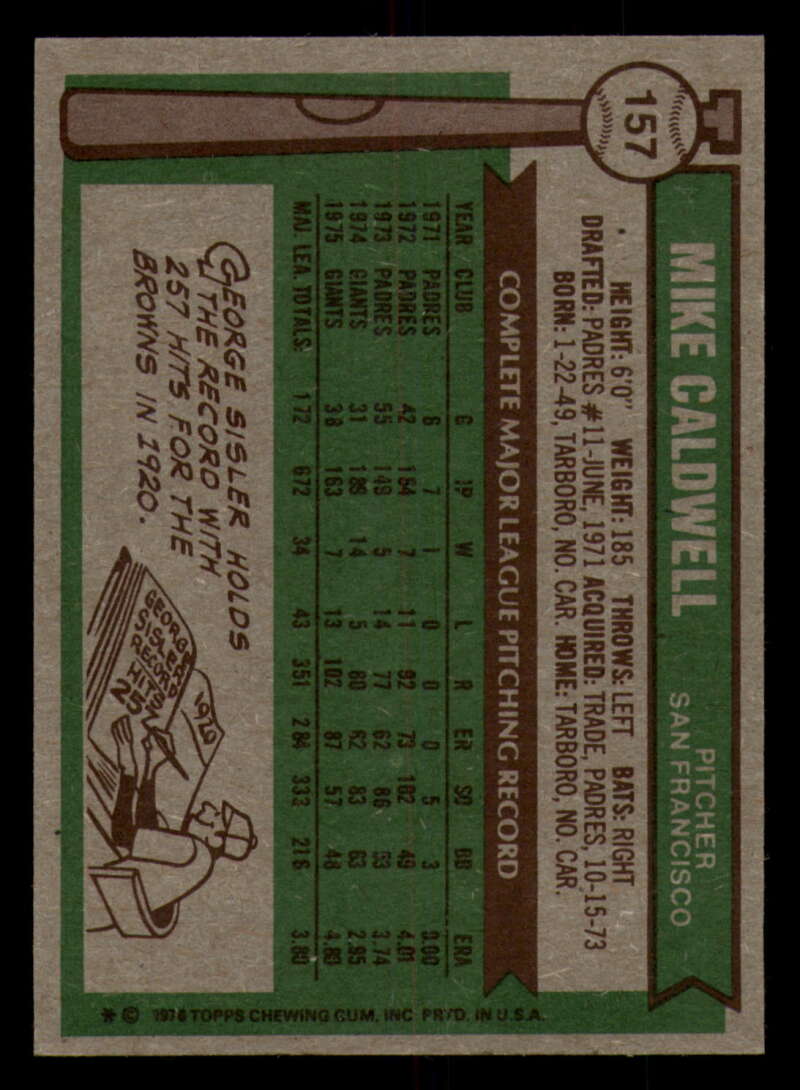 157
MIKE CALDWELL
PITCHER
SAN FRANCISCO
HEIGHT: 6'0" WEIGHT: 185 THROWS: LEFT BATS: RIGHT
DRAFTED: PADRES #11-JUNE, 1971 ACQUIRED: TRADE, PADRES, 10-15-73
BORN: 1-22-49, TARBORO, NO. CAR. HOME: TARBORO, NO. CAR.
COMPLETE MAJOR LEAGUE PITCHING RECORD
YEAR CLUB G IP W L R ER SO BB ERA
1971 PADRES 6 7 1 0 0 0 5 3 0.00
1972 PADRES 42 164 7 11 92 73 102 49 4.01
1973 PADRES 55 149 5 14 77 62 86 53 3.74
1974 GIANTS 31 189 14 5 80 62 83 63 2.95
1975 GIANTS 38 163 7 13 102 87 57 48 4.80
MAJ. LEA. TOTALS 172 672 34 43 351 284 333 216 3.80
GEORGE SISLER HOLDS
THE RECORD WITH
257 HITS FOR THE
BROWNS IN 1920.
GEORGE
SISLER
RECORD
HITS
257
1920
* © 1976 TOPPS CHEWING GUM, INC. PRT'D. IN U.S.A.